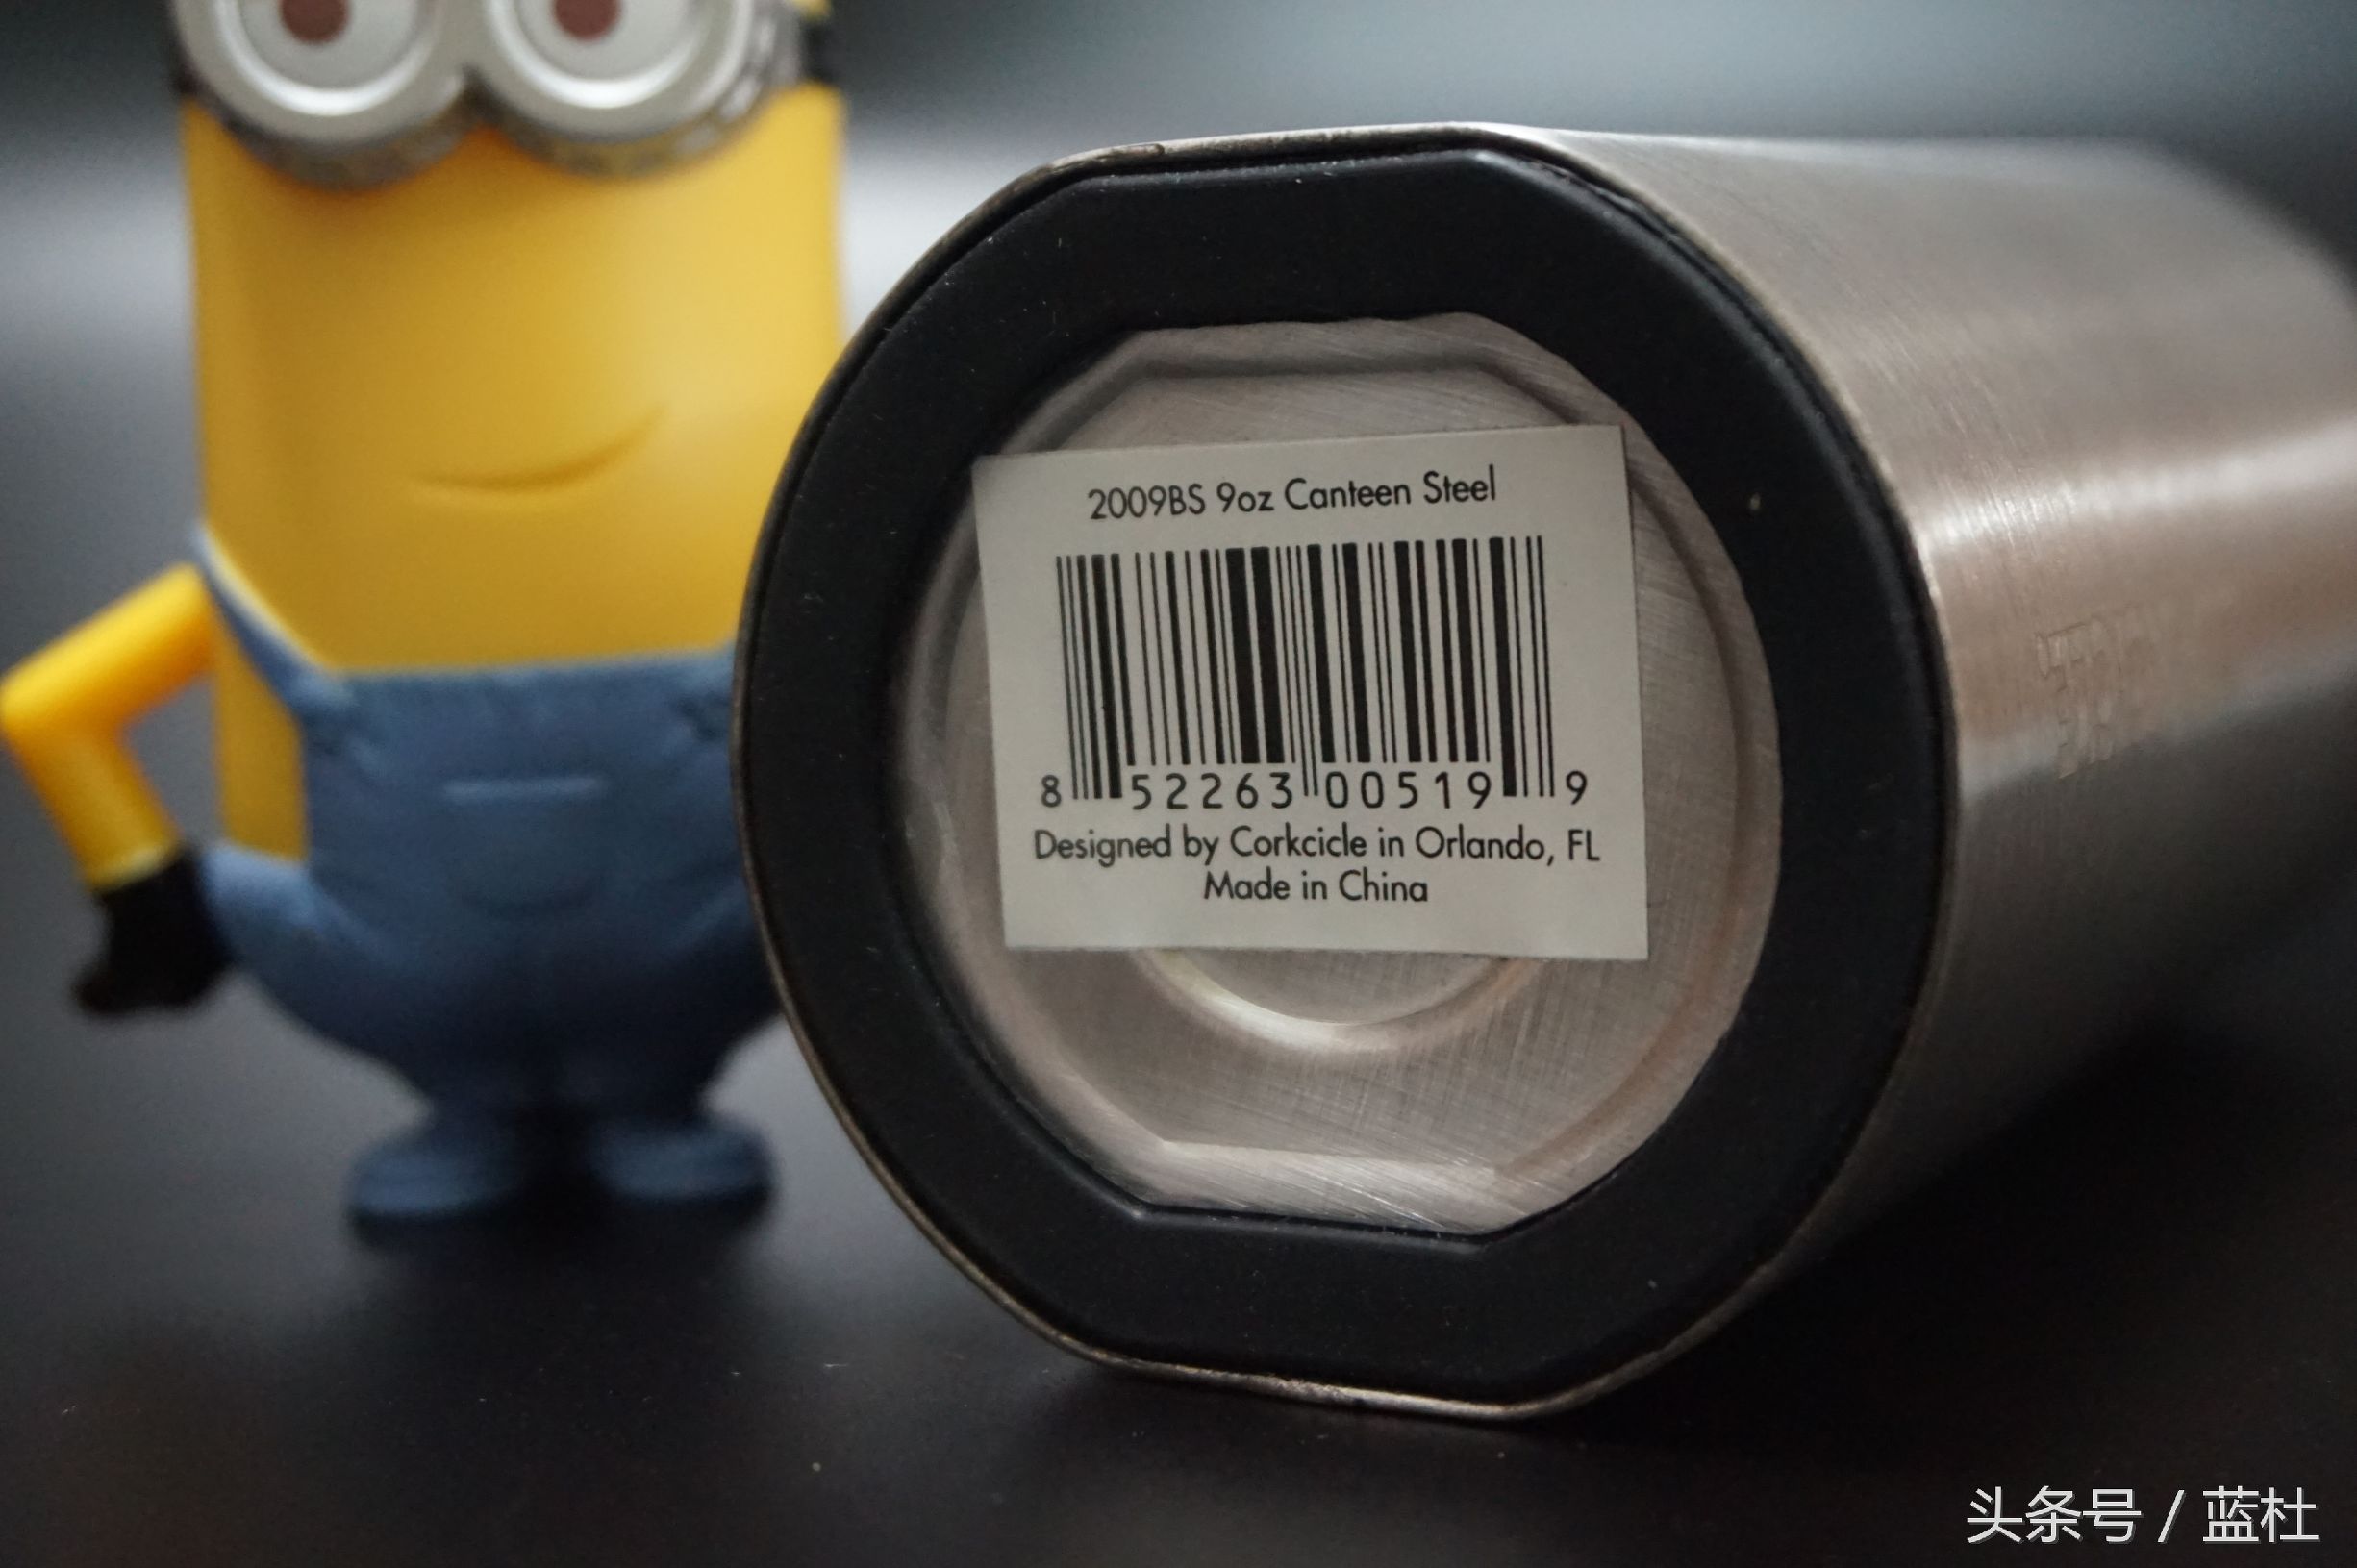 2009BS 9oz Canteen Steel
8 52263 00519 9
Designed by Corkcicle in Orlando, FL
Made in China
头条号 / 蓝杜